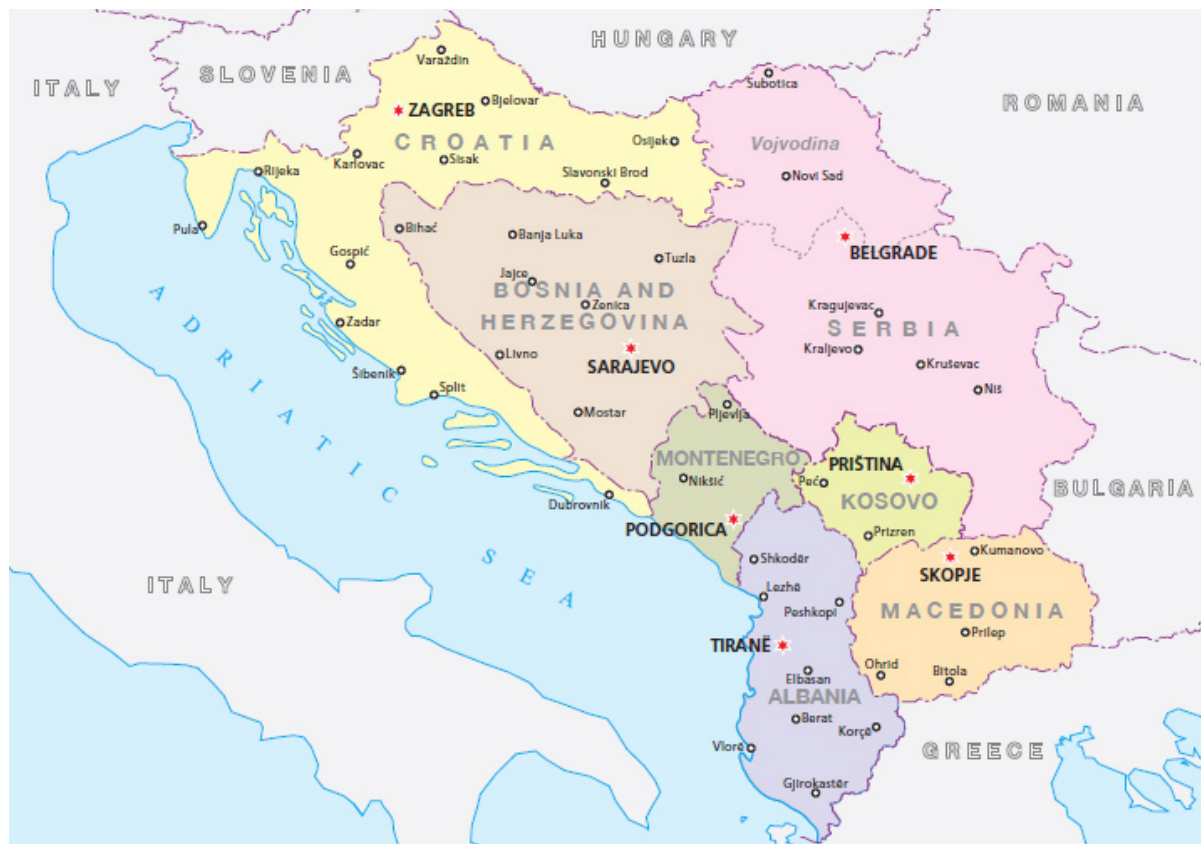 HUNGARY
SLOVENIA
ITALY
ROMANIA
Varaždin
Subotica
Bjelovar
ZAGREB
CROATIA
Osijek
Vojvodina
Karlovac
Sisak
Rijeka
Slavonski Brod
Novi Sad
Pula
Bihać
Banja Luka
BELGRADE
Gospić
Tuzla
Jajce
BOSNIA AND
HERZEGOVINA
Zenica
Kragujevac
SERBIA
Zadar
Livno
SARAJEVO
Kraljevo
Kruševac
Šibenik
Split
Niš
Mostar
Pljevlja
ADRIATIC
SEA
MONTENEGRO
PRIŠTINA
Nikšić
Peć
KOSOVO
BULGARIA
Dubrovnik
PODGORICA
Prizren
Shkodër
Kumanovo
SKOPJE
ITALY
Lezhë
Peshkopi
MACEDONIA
Prilep
TIRANË
Ohrid
Bitola
Elbasan
ALBANIA
Berat
Korçë
Vlorë
GREECE
Gjirokastër